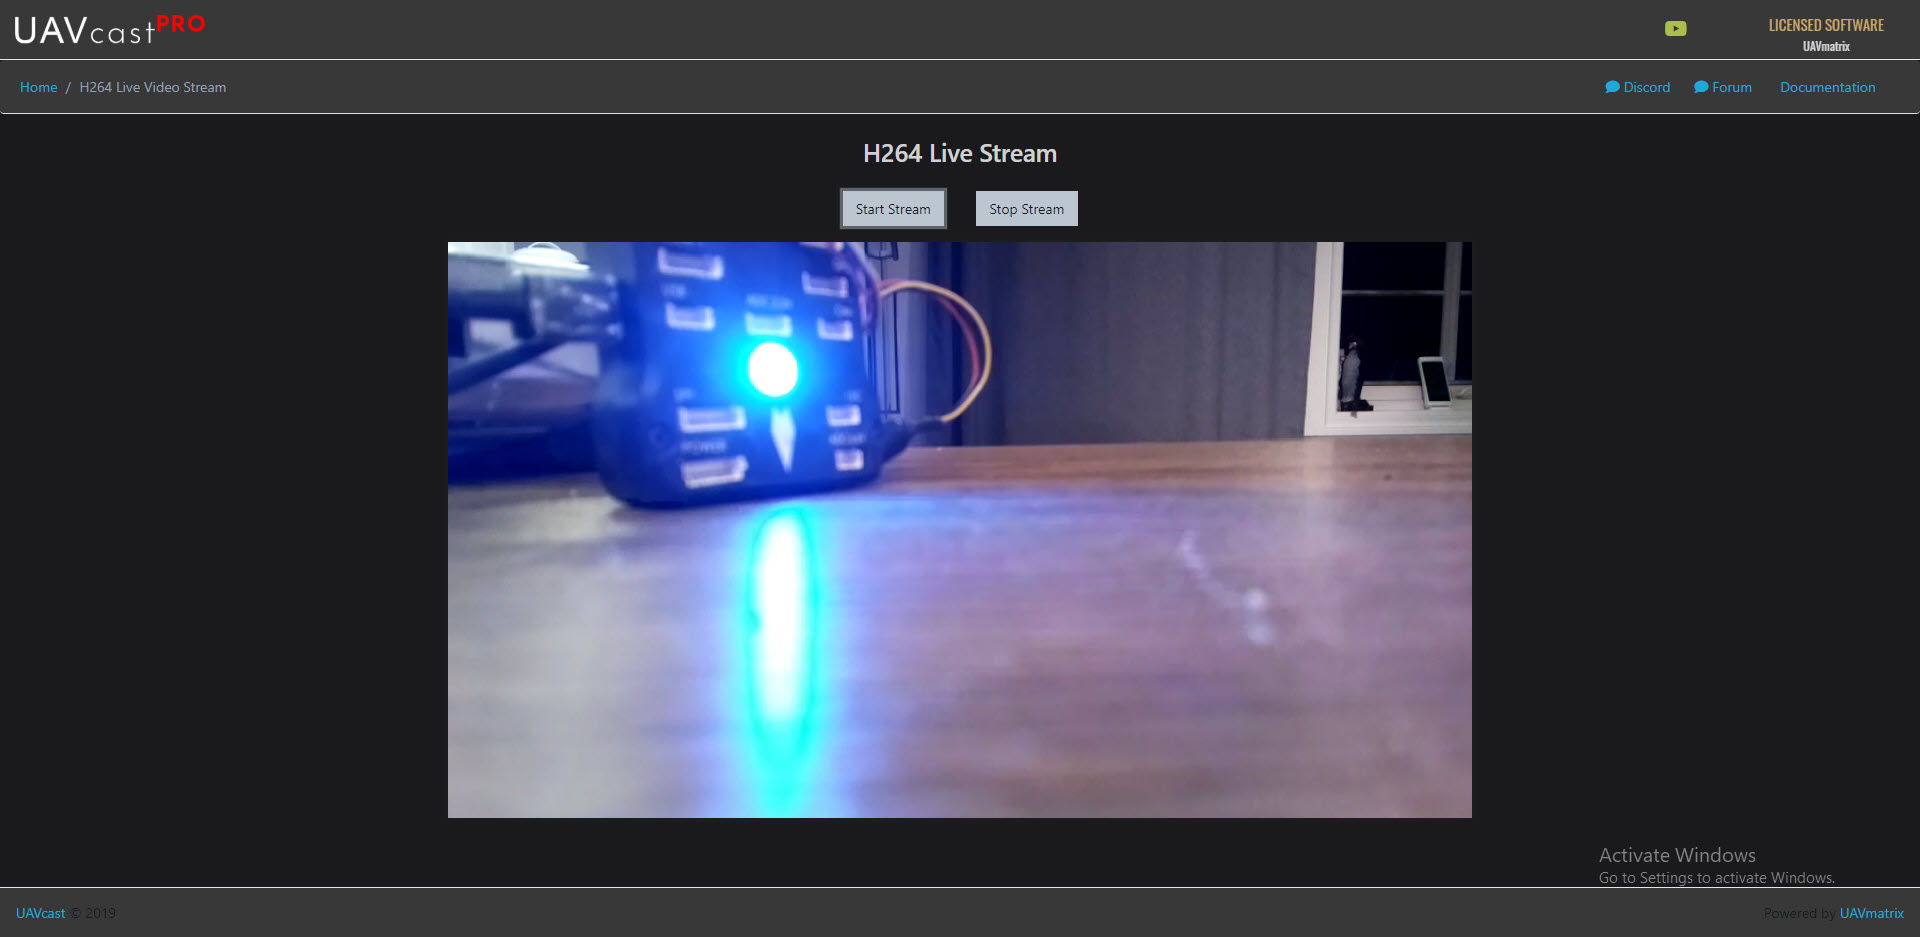 UAVcastPRO
LICENSED SOFTWARE
UAVmatrix
Home / H264 Live Video Stream
Discord Forum Documentation
H264 Live Stream
Start Stream Stop Stream
POWER
Activate Windows
Go to Settings to activate Windows.
UAVcast © 2019
Powered by UAVmatrix